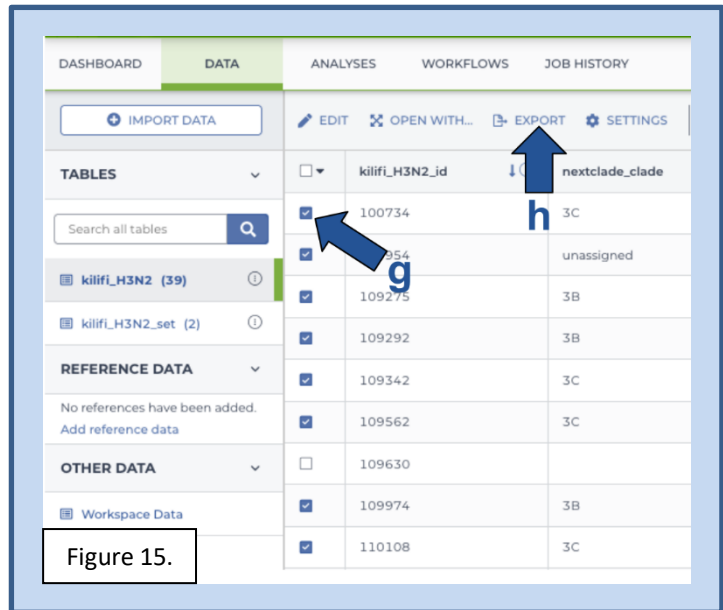 DASHBOARD DATA ANALYSES WORKFLOWS JOB HISTORY
IMPORT DATA
EDIT OPEN WITH... EXPORT SETTINGS
TABLES
Search all tables
kilifi_H3N2 (39)
kilifi_H3N2_set (2)
REFERENCE DATA
No references have been added.
Add reference data
OTHER DATA
Workspace Data
kilifi_H3N2_id nextclade_clade
100734 3C
954 unassigned
109275 3B
109292 3B
109342 3C
109562 3C
109630
109974 3B
110108 3C
g
h
Figure 15.